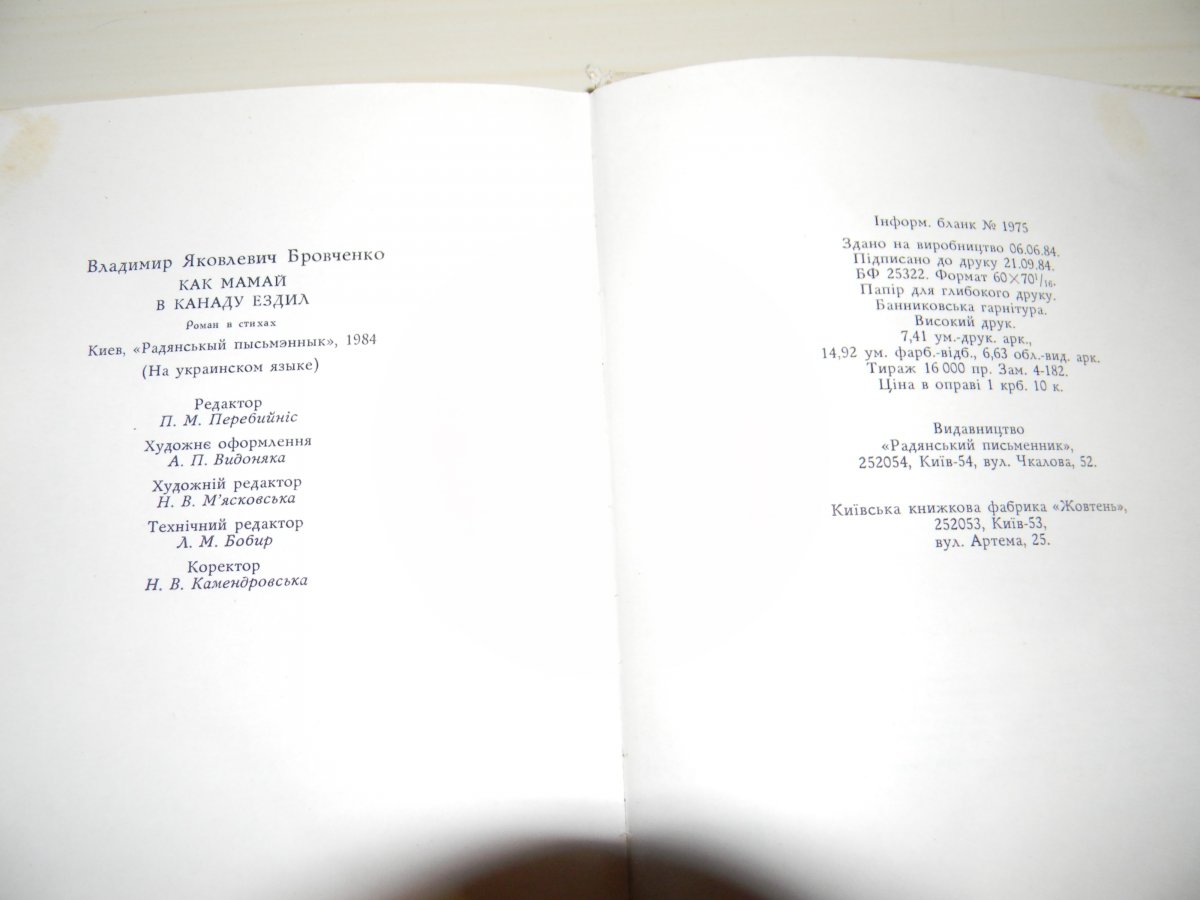 Владимир Яковлевич Бровченко
КАК МАМАЙ
В КАНАДУ ЕЗДИЛ
Роман в стихах
Киев, «Радянськый пысьмэннык», 1984
(На украинском языке)
Редактор
П. М. Перебийніс
Художнє оформлення
А. П. Видоняка
Художній редактор
Н. В. М'ясковська
Технічний редактор
Л. М. Бобир
Коректор
Н. В. Камендровська
Інформ. бланк № 1975
Здано на виробництво 06.06.84.
Підписано до друку 21.09.84.
БФ 25322. Формат 60×70¹/₁₆.
Папір для глибокого друку.
Банниковська гарнітура.
Високий друк.
7,41 ум.-друк. арк.,
14,92 ум. фарб.-відб., 6,63 обл.-вид. арк.
Тираж 16 000 пр. Зам. 4-182.
Ціна в оправі 1 крб. 10 к.
Видавництво
«Радянський письменник»,
252054, Київ-54, вул. Чкалова, 52.
Київська книжкова фабрика «Жовтень»,
252053, Київ-53,
вул. Артема, 25.